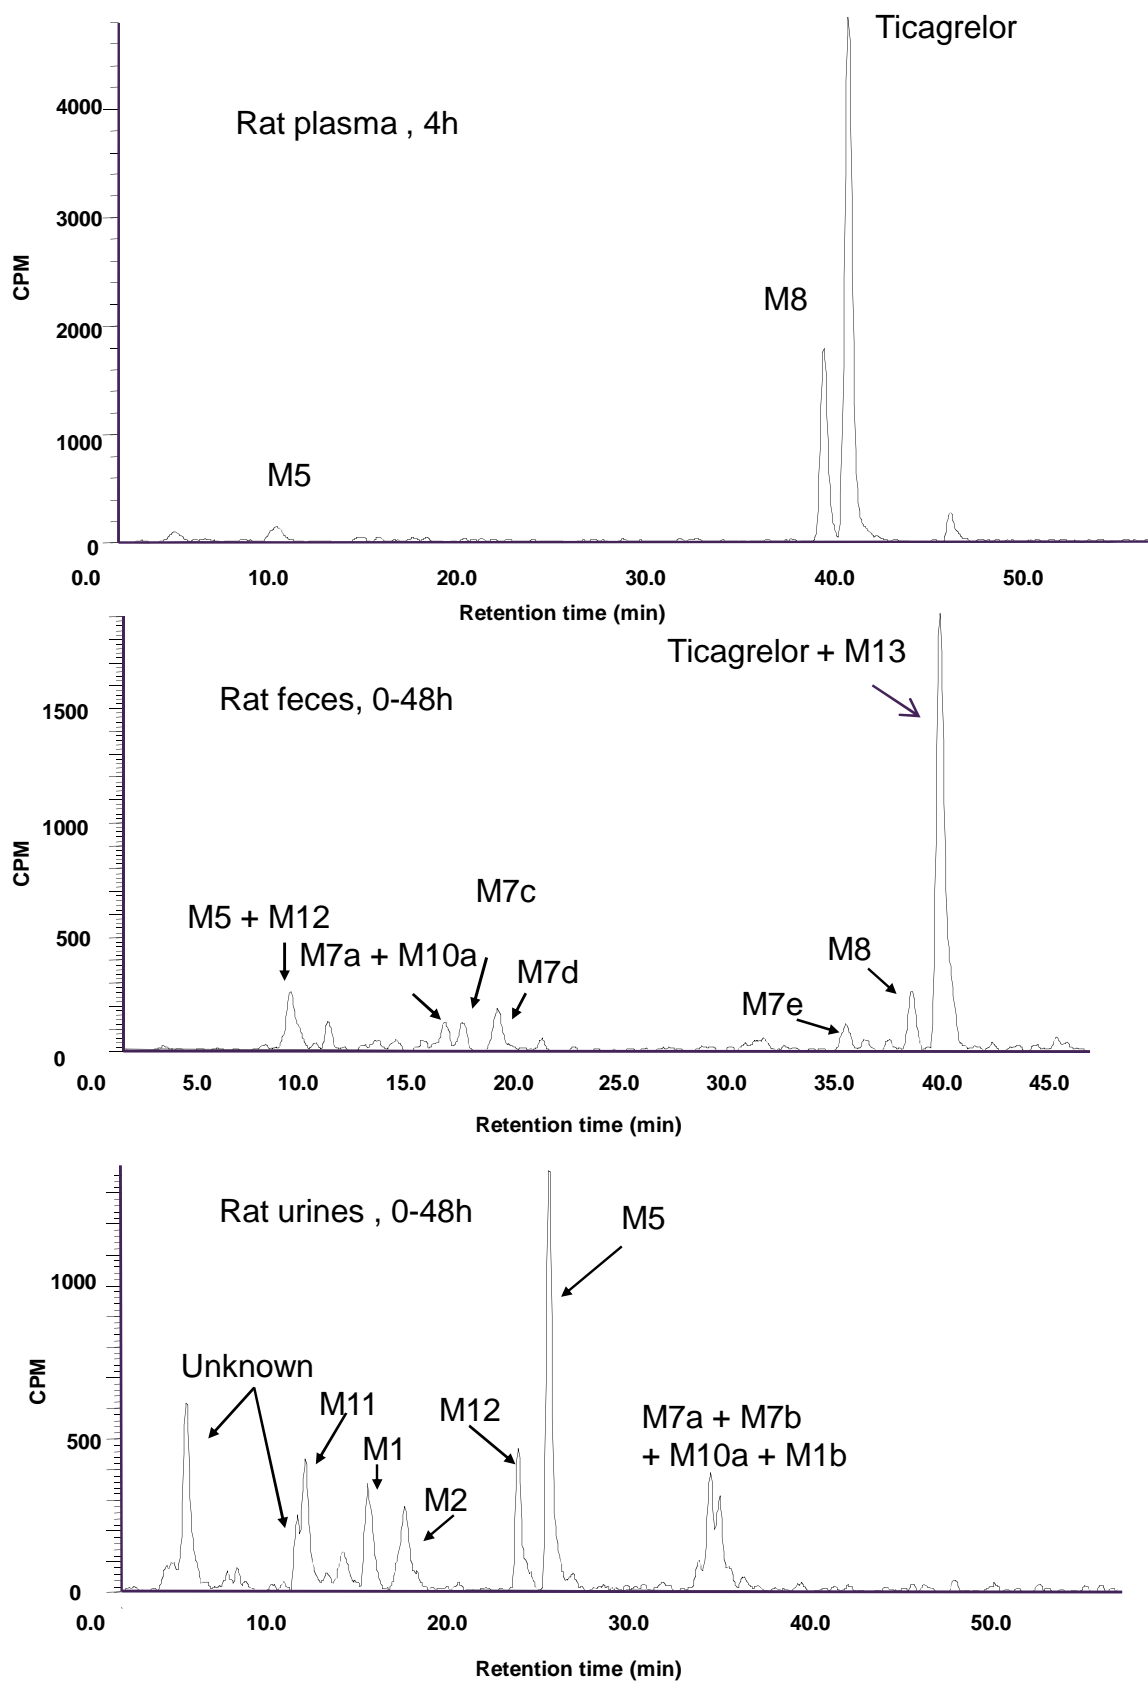 Ticagrelor
4000
Rat plasma , 4h
3000
CPM
M8
2000
1000
M5
0
0.0 10.0 20.0 30.0 40.0 50.0
Retention time (min)
Ticagrelor + M13
Rat feces, 0-48h
1500
1000
CPM
M7c
M5 + M12
500
M7a + M10a
M8
M7d
M7e
0
0.0 5.0 10.0 15.0 20.0 25.0 30.0 35.0 40.0 45.0
Retention time (min)
Rat urines , 0-48h
M5
1000
Unknown
CPM
M11
M12
M7a + M7b
500
M1
+ M10a + M1b
M2
0
0.0 10.0 20.0 30.0 40.0 50.0
Retention time (min)